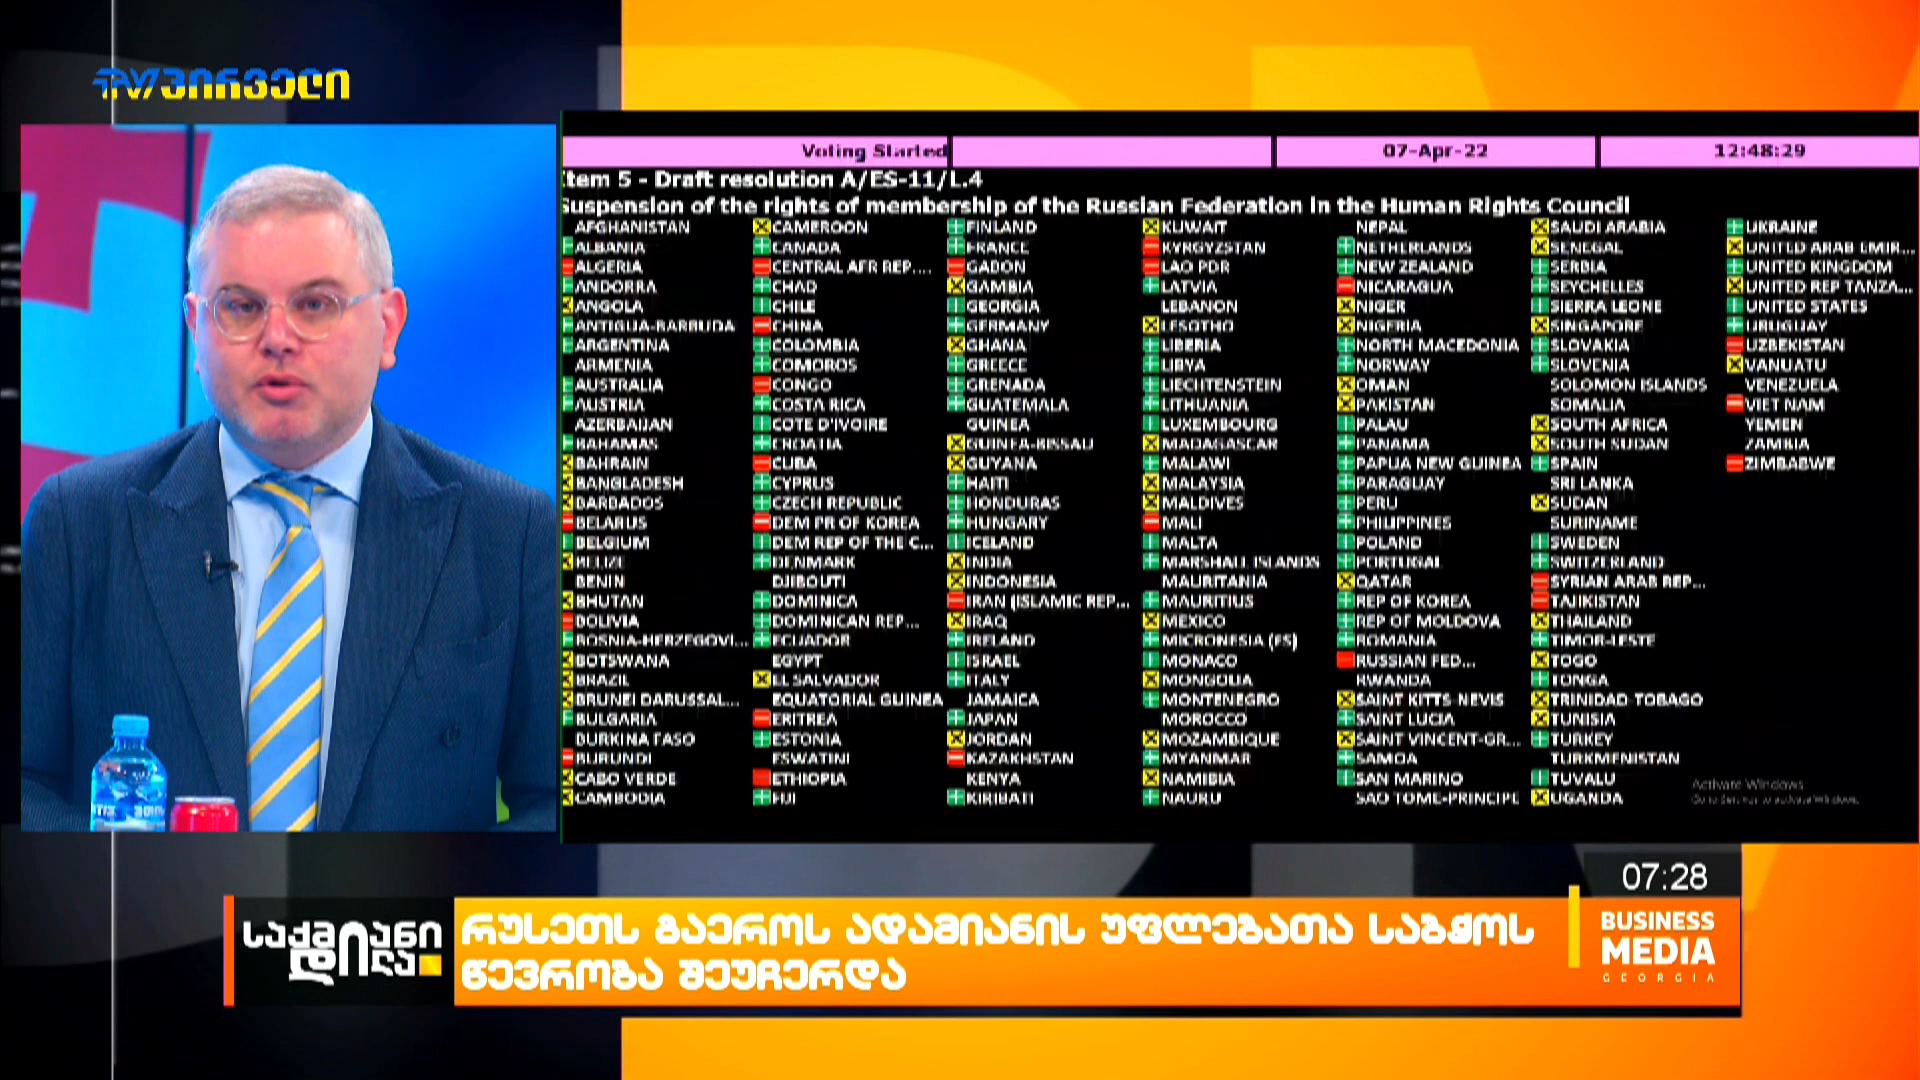 TV პირველი
Voting Started 07-Apr-22 12:48:29
Item 5 - Draft resolution A/ES-11/L.4
Suspension of the rights of membership of the Russian Federation in the Human Rights Council
AFGHANISTAN CAMEROON FINLAND KUWAIT NEPAL SAUDI ARABIA UKRAINE
ALBANIA CANADA FRANCE KYRGYZSTAN NETHERLANDS SENEGAL UNITED ARAB EMIR...
ALGERIA CENTRAL AFR REP.... GABON LAO PDR NEW ZEALAND SERBIA UNITED KINGDOM
ANDORRA CHAD GAMBIA LATVIA NICARAGUA SEYCHELLES UNITED REP TANZA...
ANGOLA CHILE GEORGIA LEBANON NIGER SIERRA LEONE UNITED STATES
ANTIGUA-BARBUDA CHINA GERMANY LESOTHO NIGERIA SINGAPORE URUGUAY
ARGENTINA COLOMBIA GHANA LIBERIA NORTH MACEDONIA SLOVAKIA UZBEKISTAN
ARMENIA COMOROS GREECE LIBYA NORWAY SLOVENIA VANUATU
AUSTRALIA CONGO GRENADA LIECHTENSTEIN OMAN SOLOMON ISLANDS VENEZUELA
AUSTRIA COSTA RICA GUATEMALA LITHUANIA PAKISTAN SOMALIA VIET NAM
AZERBAIJAN COTE D'IVOIRE GUINEA LUXEMBOURG PALAU SOUTH AFRICA YEMEN
BAHAMAS CROATIA GUINEA-BISSAU MADAGASCAR PANAMA SOUTH SUDAN ZAMBIA
BAHRAIN CUBA GUYANA MALAWI PAPUA NEW GUINEA SPAIN ZIMBABWE
BANGLADESH CYPRUS HAITI MALAYSIA PARAGUAY SRI LANKA
BARBADOS CZECH REPUBLIC HONDURAS MALDIVES PERU SUDAN
BELARUS DEM PR OF KOREA HUNGARY MALI PHILIPPINES SURINAME
BELGIUM DEM REP OF THE C... ICELAND MALTA POLAND SWEDEN
BELIZE DENMARK INDIA MARSHALL ISLANDS PORTUGAL SWITZERLAND
BENIN DJIBOUTI INDONESIA MAURITANIA QATAR SYRIAN ARAB REP...
BHUTAN DOMINICA IRAN (ISLAMIC REP... MAURITIUS REP OF KOREA TAJIKISTAN
BOLIVIA DOMINICAN REP... IRAQ MEXICO REP OF MOLDOVA THAILAND
BOSNIA-HERZEGOVI... ECUADOR IRELAND MICRONESIA (FS) ROMANIA TIMOR-LESTE
BOTSWANA EGYPT ISRAEL MONACO RUSSIAN FED... TOGO
BRAZIL EL SALVADOR ITALY MONGOLIA RWANDA TONGA
BRUNEI DARUSSAL... EQUATORIAL GUINEA JAMAICA MONTENEGRO SAINT KITTS-NEVIS TRINIDAD-TOBAGO
BULGARIA ERITREA JAPAN MOROCCO SAINT LUCIA TUNISIA
BURKINA FASO ESTONIA JORDAN MOZAMBIQUE SAINT VINCENT-GR... TURKEY
BURUNDI ESWATINI KAZAKHSTAN MYANMAR SAMOA TURKMENISTAN
CABO VERDE ETHIOPIA KENYA NAMIBIA SAN MARINO TUVALU
CAMBODIA FIJI KIRIBATI NAURU SAO TOME-PRINCIPE UGANDA
Activate Windows
Go to Settings to activate Windows.
07:28
საქმიანი
დილა
რუსეთს გაეროს ადამიანის უფლებათა საბჭოს
წევრობა შეუჩერდა
BUSINESS
MEDIA
GEORGIA